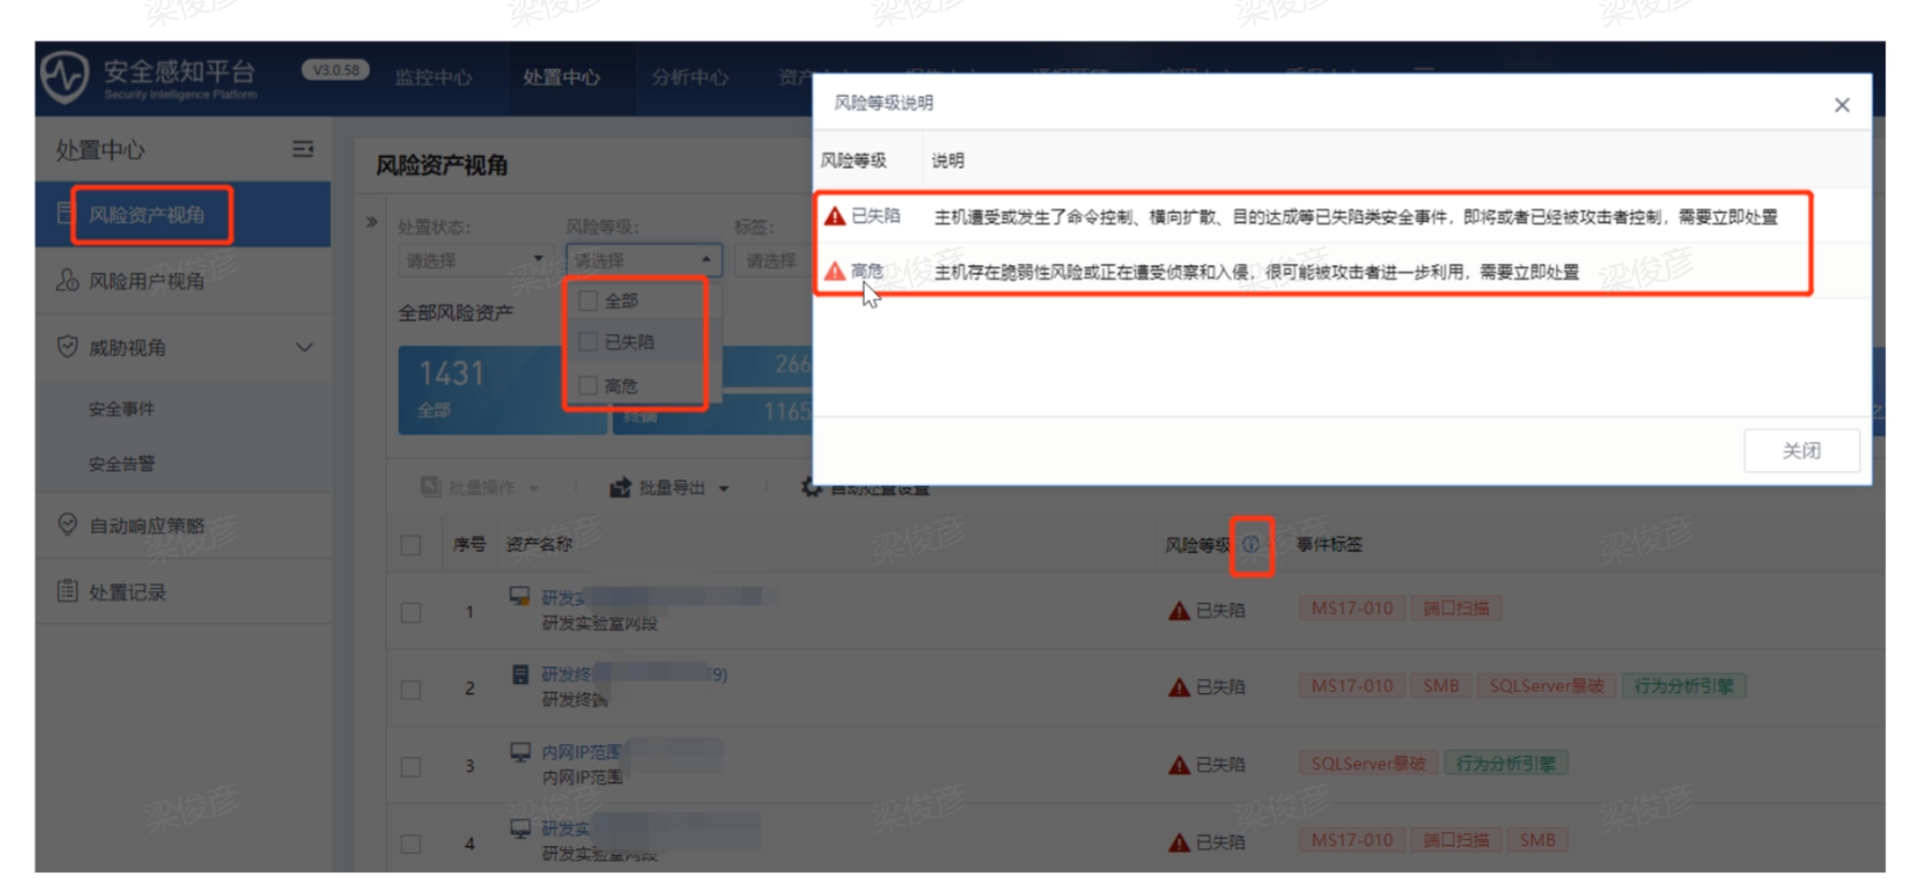 安全感知平台
Security Intelligence Platform
V3.0.58
监控中心
处置中心
分析中心
风险等级说明
风险等级 说明
已失陷 主机遭受或发生了命令控制、横向扩散、目的达成等已失陷类安全事件，即将或者已经被攻击者控制，需要立即处置
高危 主机存在脆弱性风险或正在遭受侦察和入侵，很可能被攻击者进一步利用，需要立即处置
关闭
处置中心
风险资产视角
风险用户视角
威胁视角
安全事件
安全告警
自动响应策略
处置记录
风险资产视角
处置状态: 风险等级: 标签:
请选择 请选择 请选择
全部
已失陷
高危
全部风险资产
1431
全部
266
终端 1165
批量操作 批量导出 自动处置设置
序号 资产名称 风险等级 事件标签
1 研发实
研发实验室网段
已失陷 MS17-010 端口扫描
2 研发终 9)
研发终端
已失陷 MS17-010 SMB SQLServer暴破 行为分析引擎
3 内网IP范围
内网IP范围
已失陷 SQLServer暴破 行为分析引擎
4 研发实
研发实验室网段
已失陷 MS17-010 端口扫描 SMB
梁俊彦